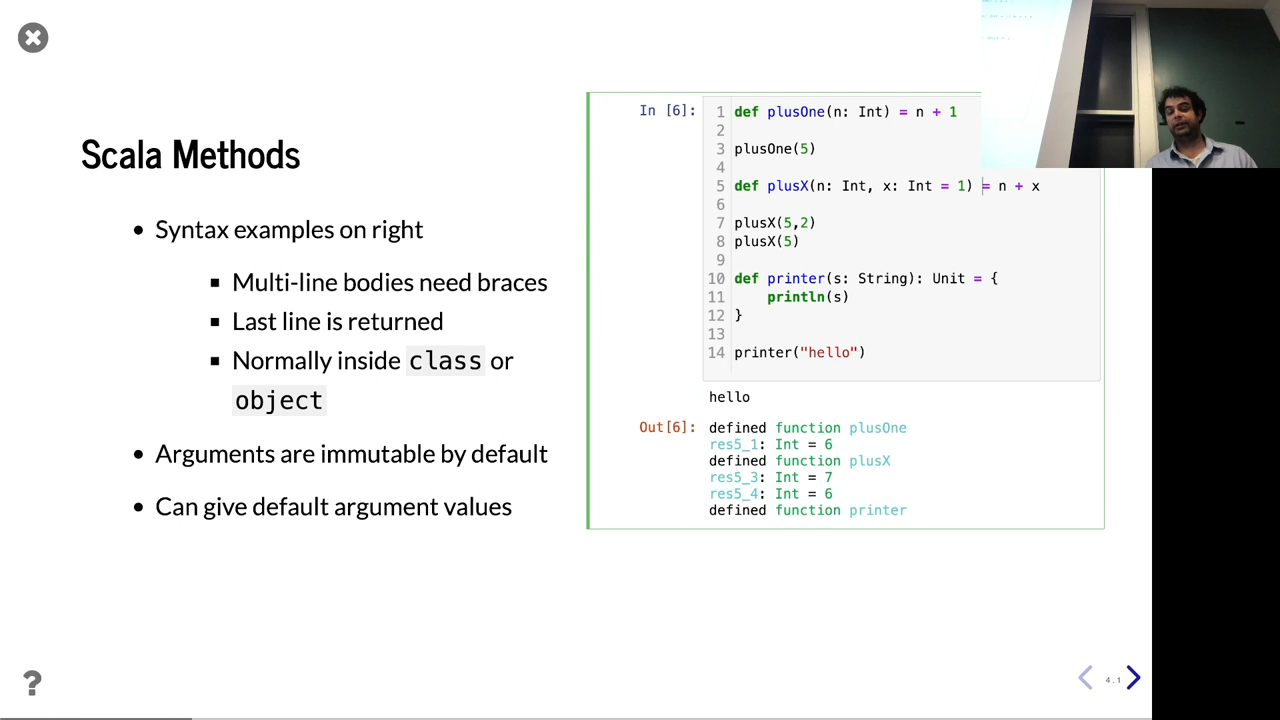 Scala Methods
Syntax examples on right
Multi-line bodies need braces
Last line is returned
Normally inside class or
object
Arguments are immutable by default
Can give default argument values
In [6]:
1 def plusOne(n: Int) = n + 1
2
3 plusOne(5)
4
5 def plusX(n: Int, x: Int = 1) = n + x
6
7 plusX(5,2)
8 plusX(5)
9
10 def printer(s: String): Unit = {
11     println(s)
12 }
13
14 printer("hello")
hello
Out[6]:
defined function plusOne
res5_1: Int = 6
defined function plusX
res5_3: Int = 7
res5_4: Int = 6
defined function printer
?
4.1